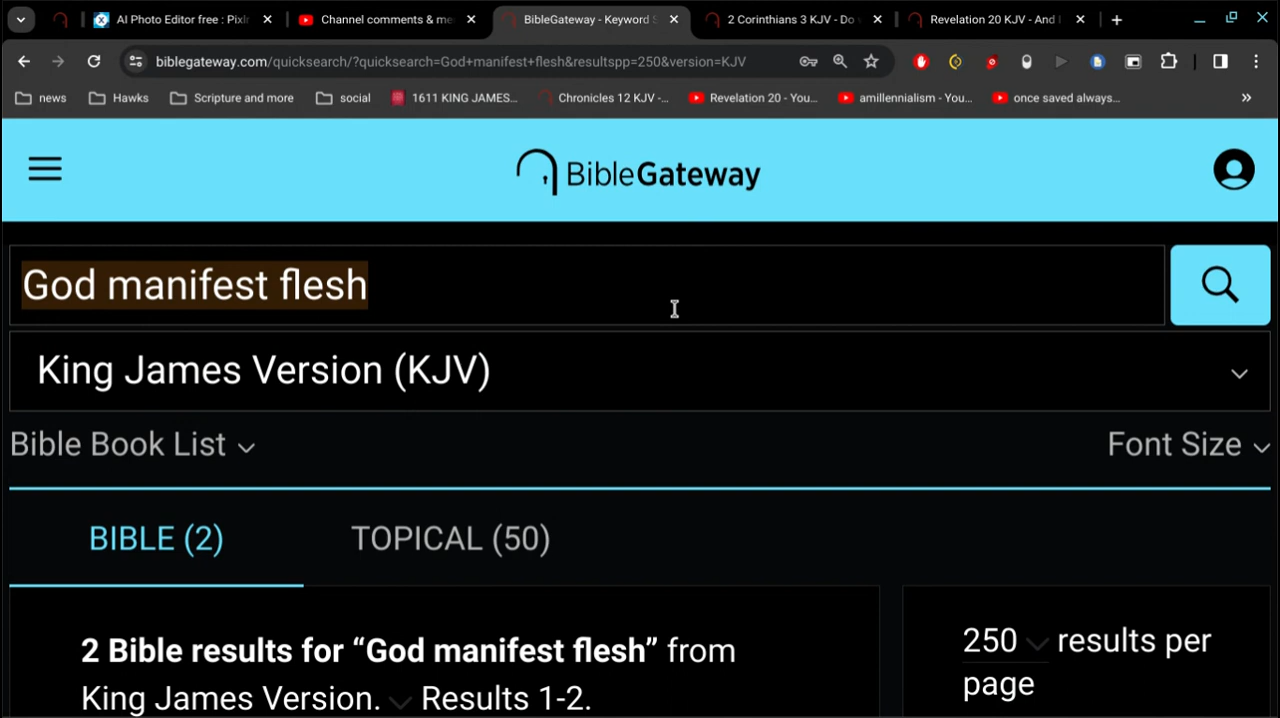 AI Photo Editor free : Pixlr
Channel comments & me
BibleGateway - Keyword S
2 Corinthians 3 KJV - Do
Revelation 20 KJV - And
biblegateway.com/quicksearch/?quicksearch=God+manifest+flesh&resultspp=250&version=KJV
news
Hawks
Scripture and more
social
1611 KING JAMES...
Chronicles 12 KJV -...
Revelation 20 - You...
amillennialism - You...
once saved always...
»
BibleGateway
God manifest flesh
King James Version (KJV)
Bible Book List
Font Size
BIBLE (2)
TOPICAL (50)
2 Bible results for “God manifest flesh” from
King James Version. Results 1-2.
250 results per
page